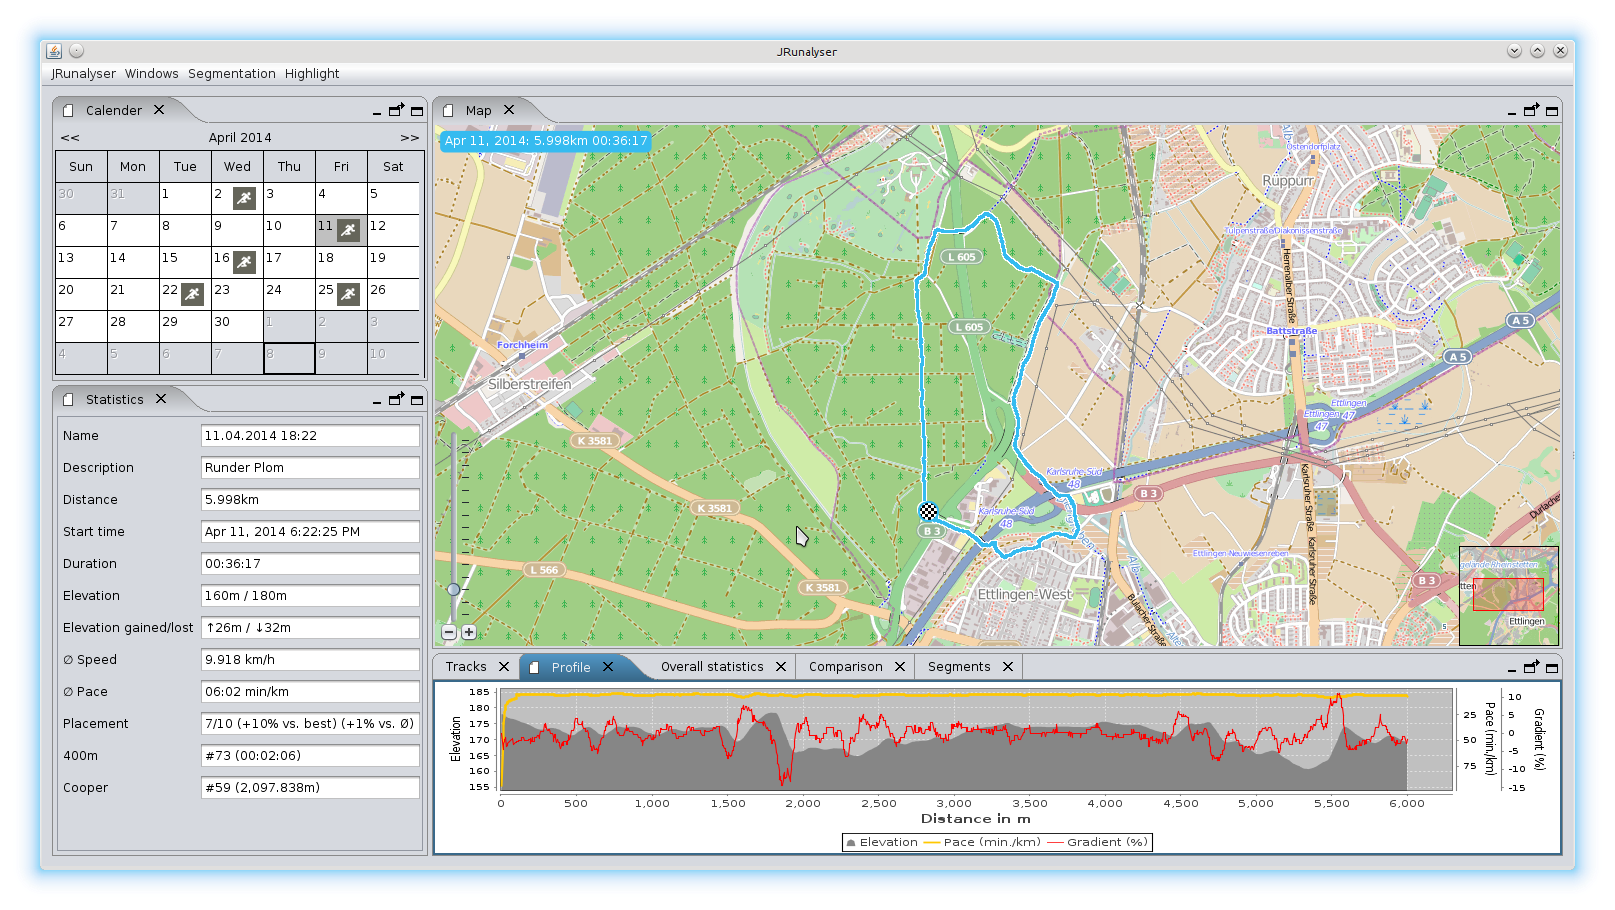 JRunalyser
JRunalyser Windows Segmentation Highlight
Calender
<< April 2014 >>
Sun Mon Tue Wed Thu Fri Sat
30 31 1 2 3 4 5
6 7 8 9 10 11 12
13 14 15 16 17 18 19
20 21 22 23 24 25 26
27 28 29 30 1 2 3
4 5 6 7 8 9 10
Statistics
Name 11.04.2014 18:22
Description Runder Plom
Distance 5.998km
Start time Apr 11, 2014 6:22:25 PM
Duration 00:36:17
Elevation 160m / 180m
Elevation gained/lost ↑26m / ↓32m
Ø Speed 9.918 km/h
Ø Pace 06:02 min/km
Placement 7/10 (+10% vs. best) (+1% vs. Ø)
400m #73 (00:02:06)
Cooper #59 (2,097.838m)
Map
Apr 11, 2014: 5.998km 00:36:17
Ostendorfplatz
Rüppurr
Tulpenstraße/Diakonissenstraße
L 605
Herrenalber Straße
L 605
A 5
Battstraße
Forchheim
A 5
Silberstreifen
Ettlingen
Ettlingen 47
47
K 3581
Karlsruhe-Süd
48
B 3
K 3581
Karlsruhe-Süd
48
B 3
Karlsruher Straße
Karlsruher Straße
Durlacher
Ettlingen-Neuwiesenreben
L 566
K 3581
B 3
Ettlingen-West
Bulacher Straße
gelände Rheinstetten
tten
Ettlingen
5
Tracks Profile Overall statistics Comparison Segments
185
180
175
170
165
160
155
Elevation
0 500 1,000 1,500 2,000 2,500 3,000 3,500 4,000 4,500 5,000 5,500 6,000
Distance in m
25
50
75
Pace (min./km)
10
5
0
-5
-10
-15
Gradient (%)
Elevation Pace (min./km) Gradient (%)